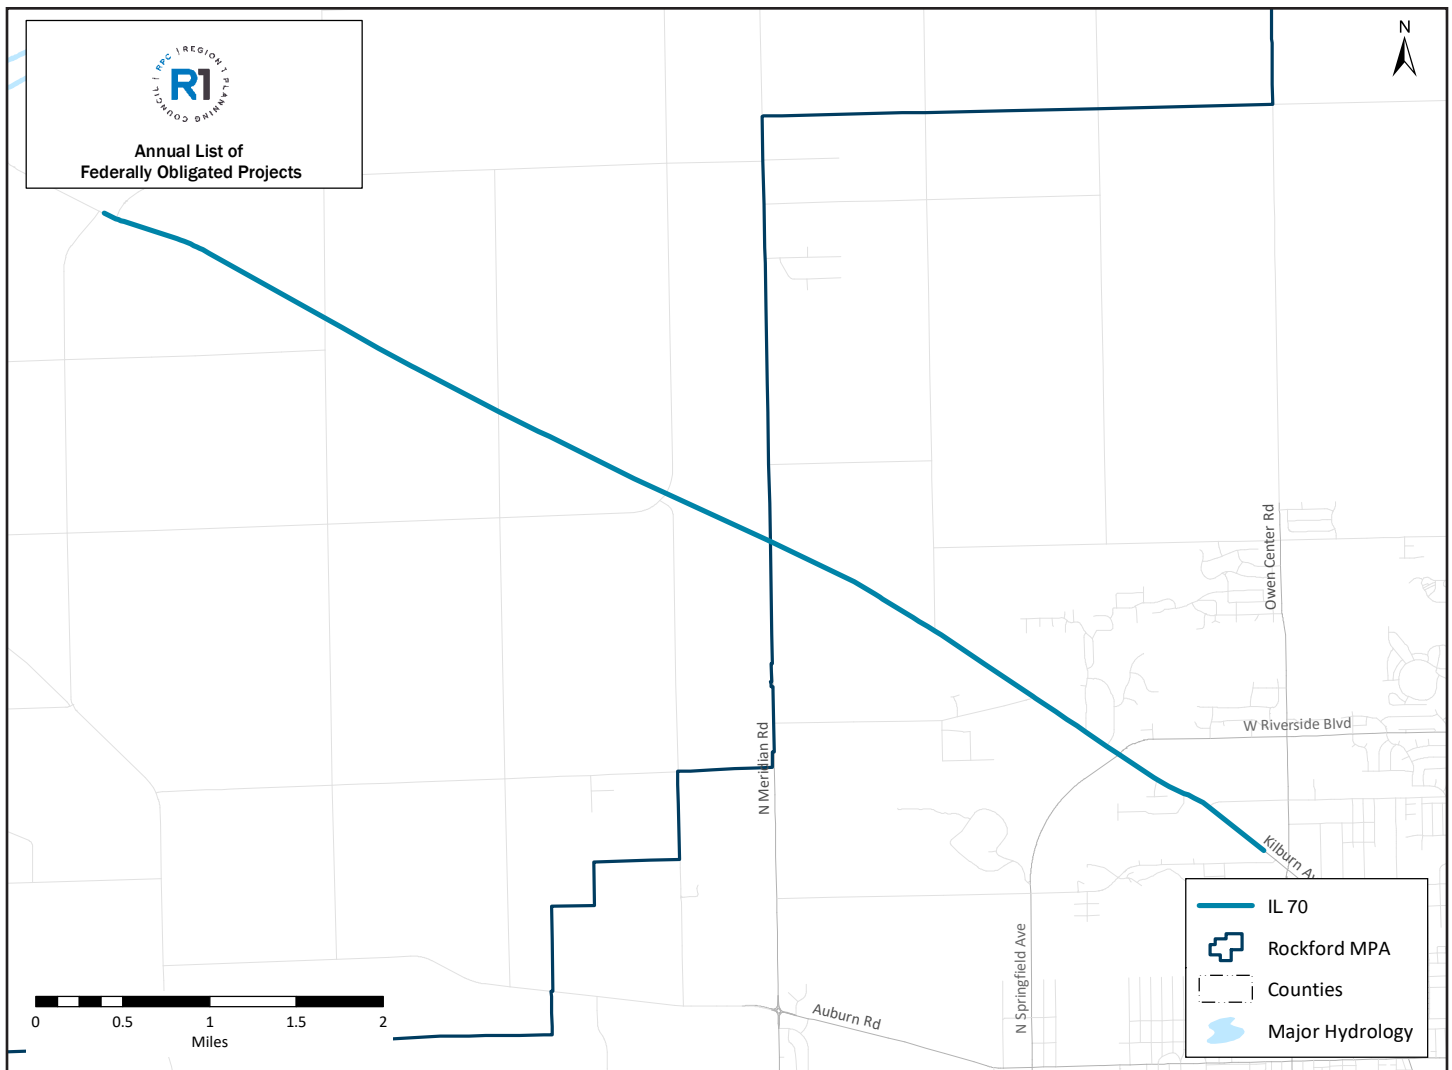 RPC | REGION 1 PLANNING COUNCIL |
R1
Annual List of
Federally Obligated Projects
N
Owen Center Rd
W Riverside Blvd
N Meridian Rd
Kilburn Av
N Springfield Ave
Auburn Rd
IL 70
Rockford MPA
Counties
Major Hydrology
0 0.5 1 1.5 2
Miles